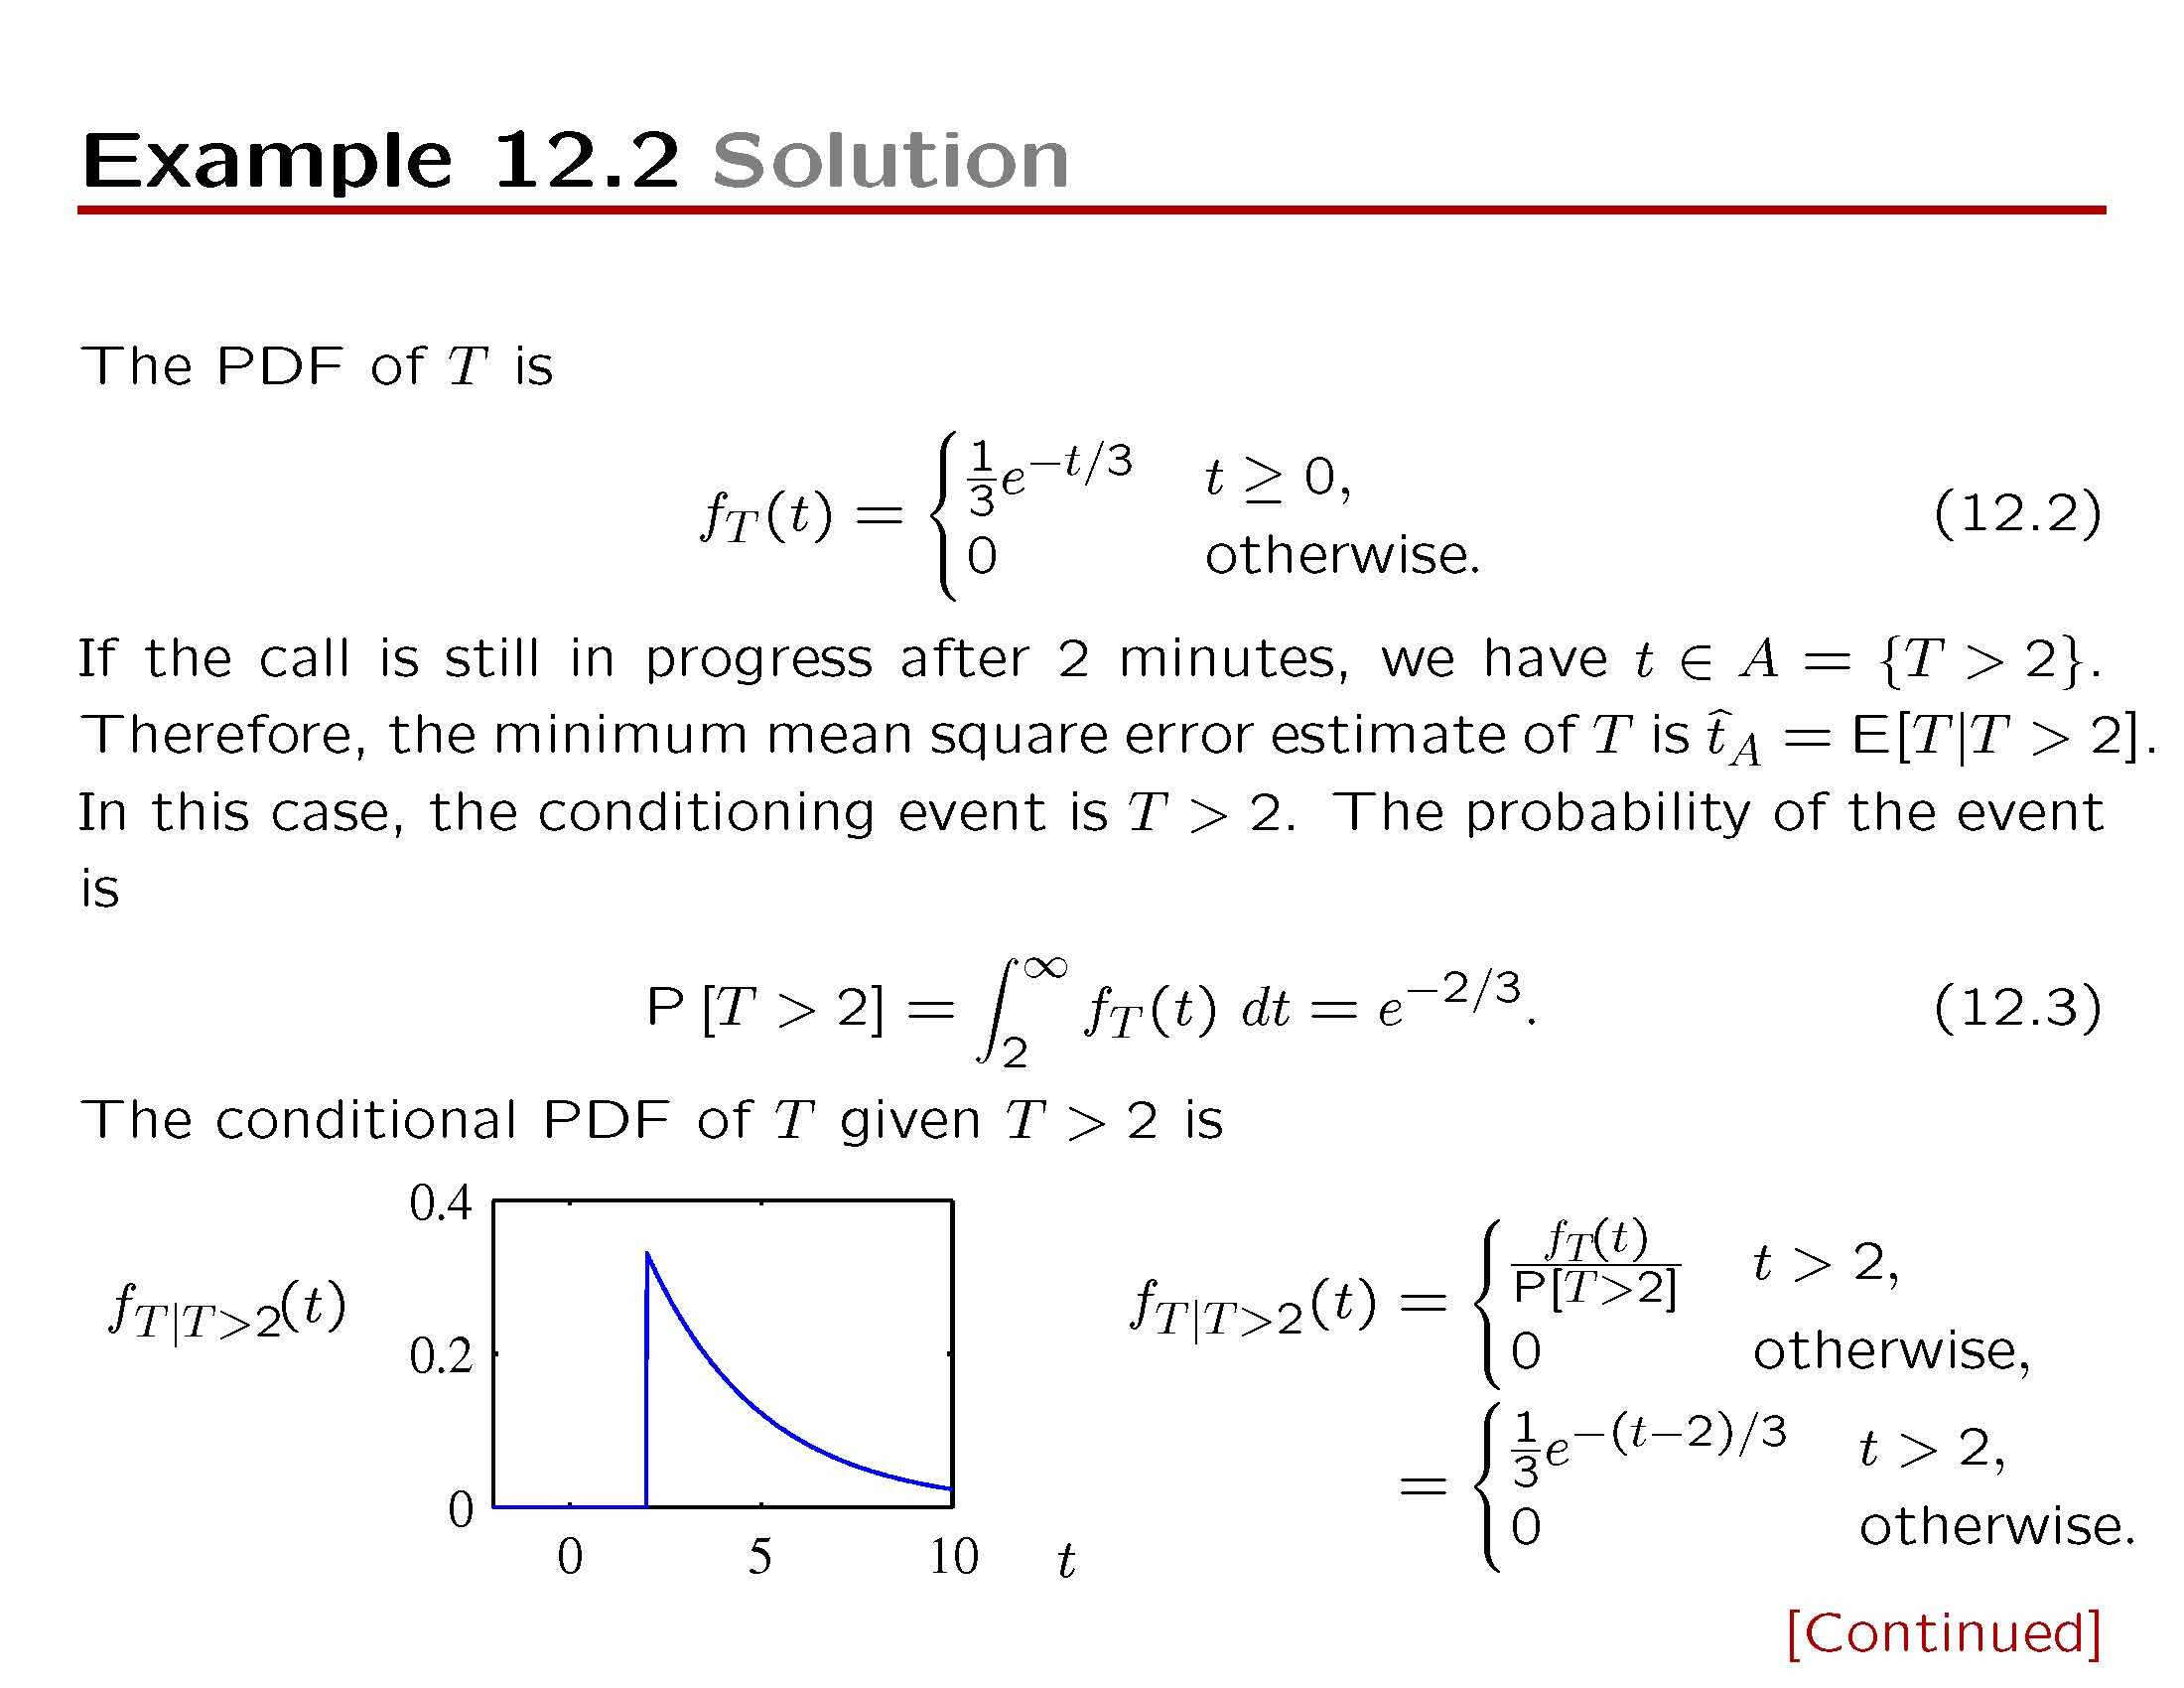 Example 12.2 Solution
The PDF of T is
f_T(t) = { 1/3 e^{−t/3} t ≥ 0,
0 otherwise.
(12.2)
If the call is still in progress after 2 minutes, we have t ∈ A = {T > 2}.
Therefore, the minimum mean square error estimate of T is t̂_A = E[T|T > 2].
In this case, the conditioning event is T > 2. The probability of the event
is
P [T > 2] = ∫_2^∞ f_T(t) dt = e^{−2/3}. (12.3)
The conditional PDF of T given T > 2 is
f_{T|T>2}(t)
0.4
0.2
0
0 5 10 t
f_{T|T>2}(t) = { f_T(t)/P[T>2] t > 2,
0 otherwise,
= { 1/3 e^{−(t−2)/3} t > 2,
0 otherwise.
[Continued]